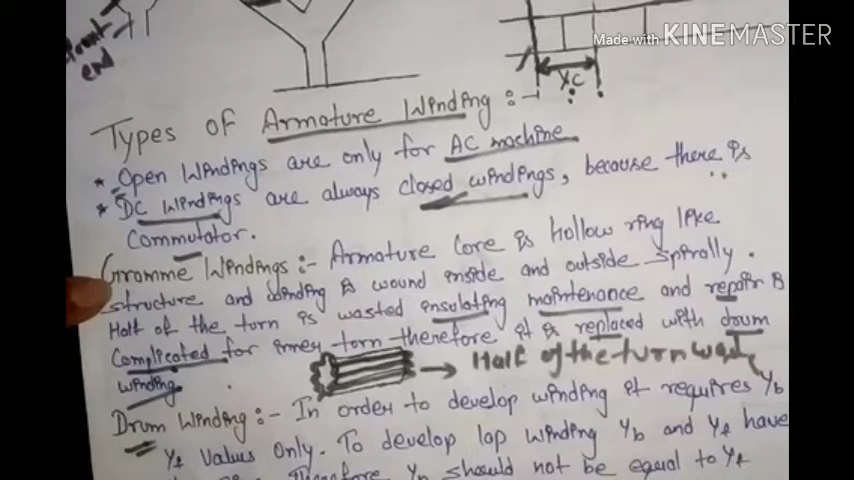 Front
end
Made with KINEMASTER
Yc
Types of Armature Winding :-
* Open Windings are only for AC machine
* DC Windings are always closed windings, because there is
Commutator.
Gramme Windings :- Armature Core is hollow ring like
structure and winding is wound inside and outside spirally.
Half of the turn is wasted insulating maintenance and repair is
Complicated for inner turn therefore it is replaced with drum
winding.
Half of the turn wast
Drum Winding :- In order to develop winding it requires Yb
Yf values only. To develop lap winding Yb and Yf have
Therefore Yb should not be equal to Yf